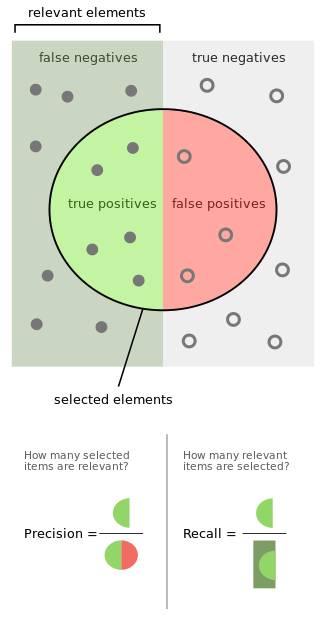 relevant elements
false negatives
true negatives
true positives
false positives
selected elements
How many selected
items are relevant?
How many relevant
items are selected?
Precision =
Recall =